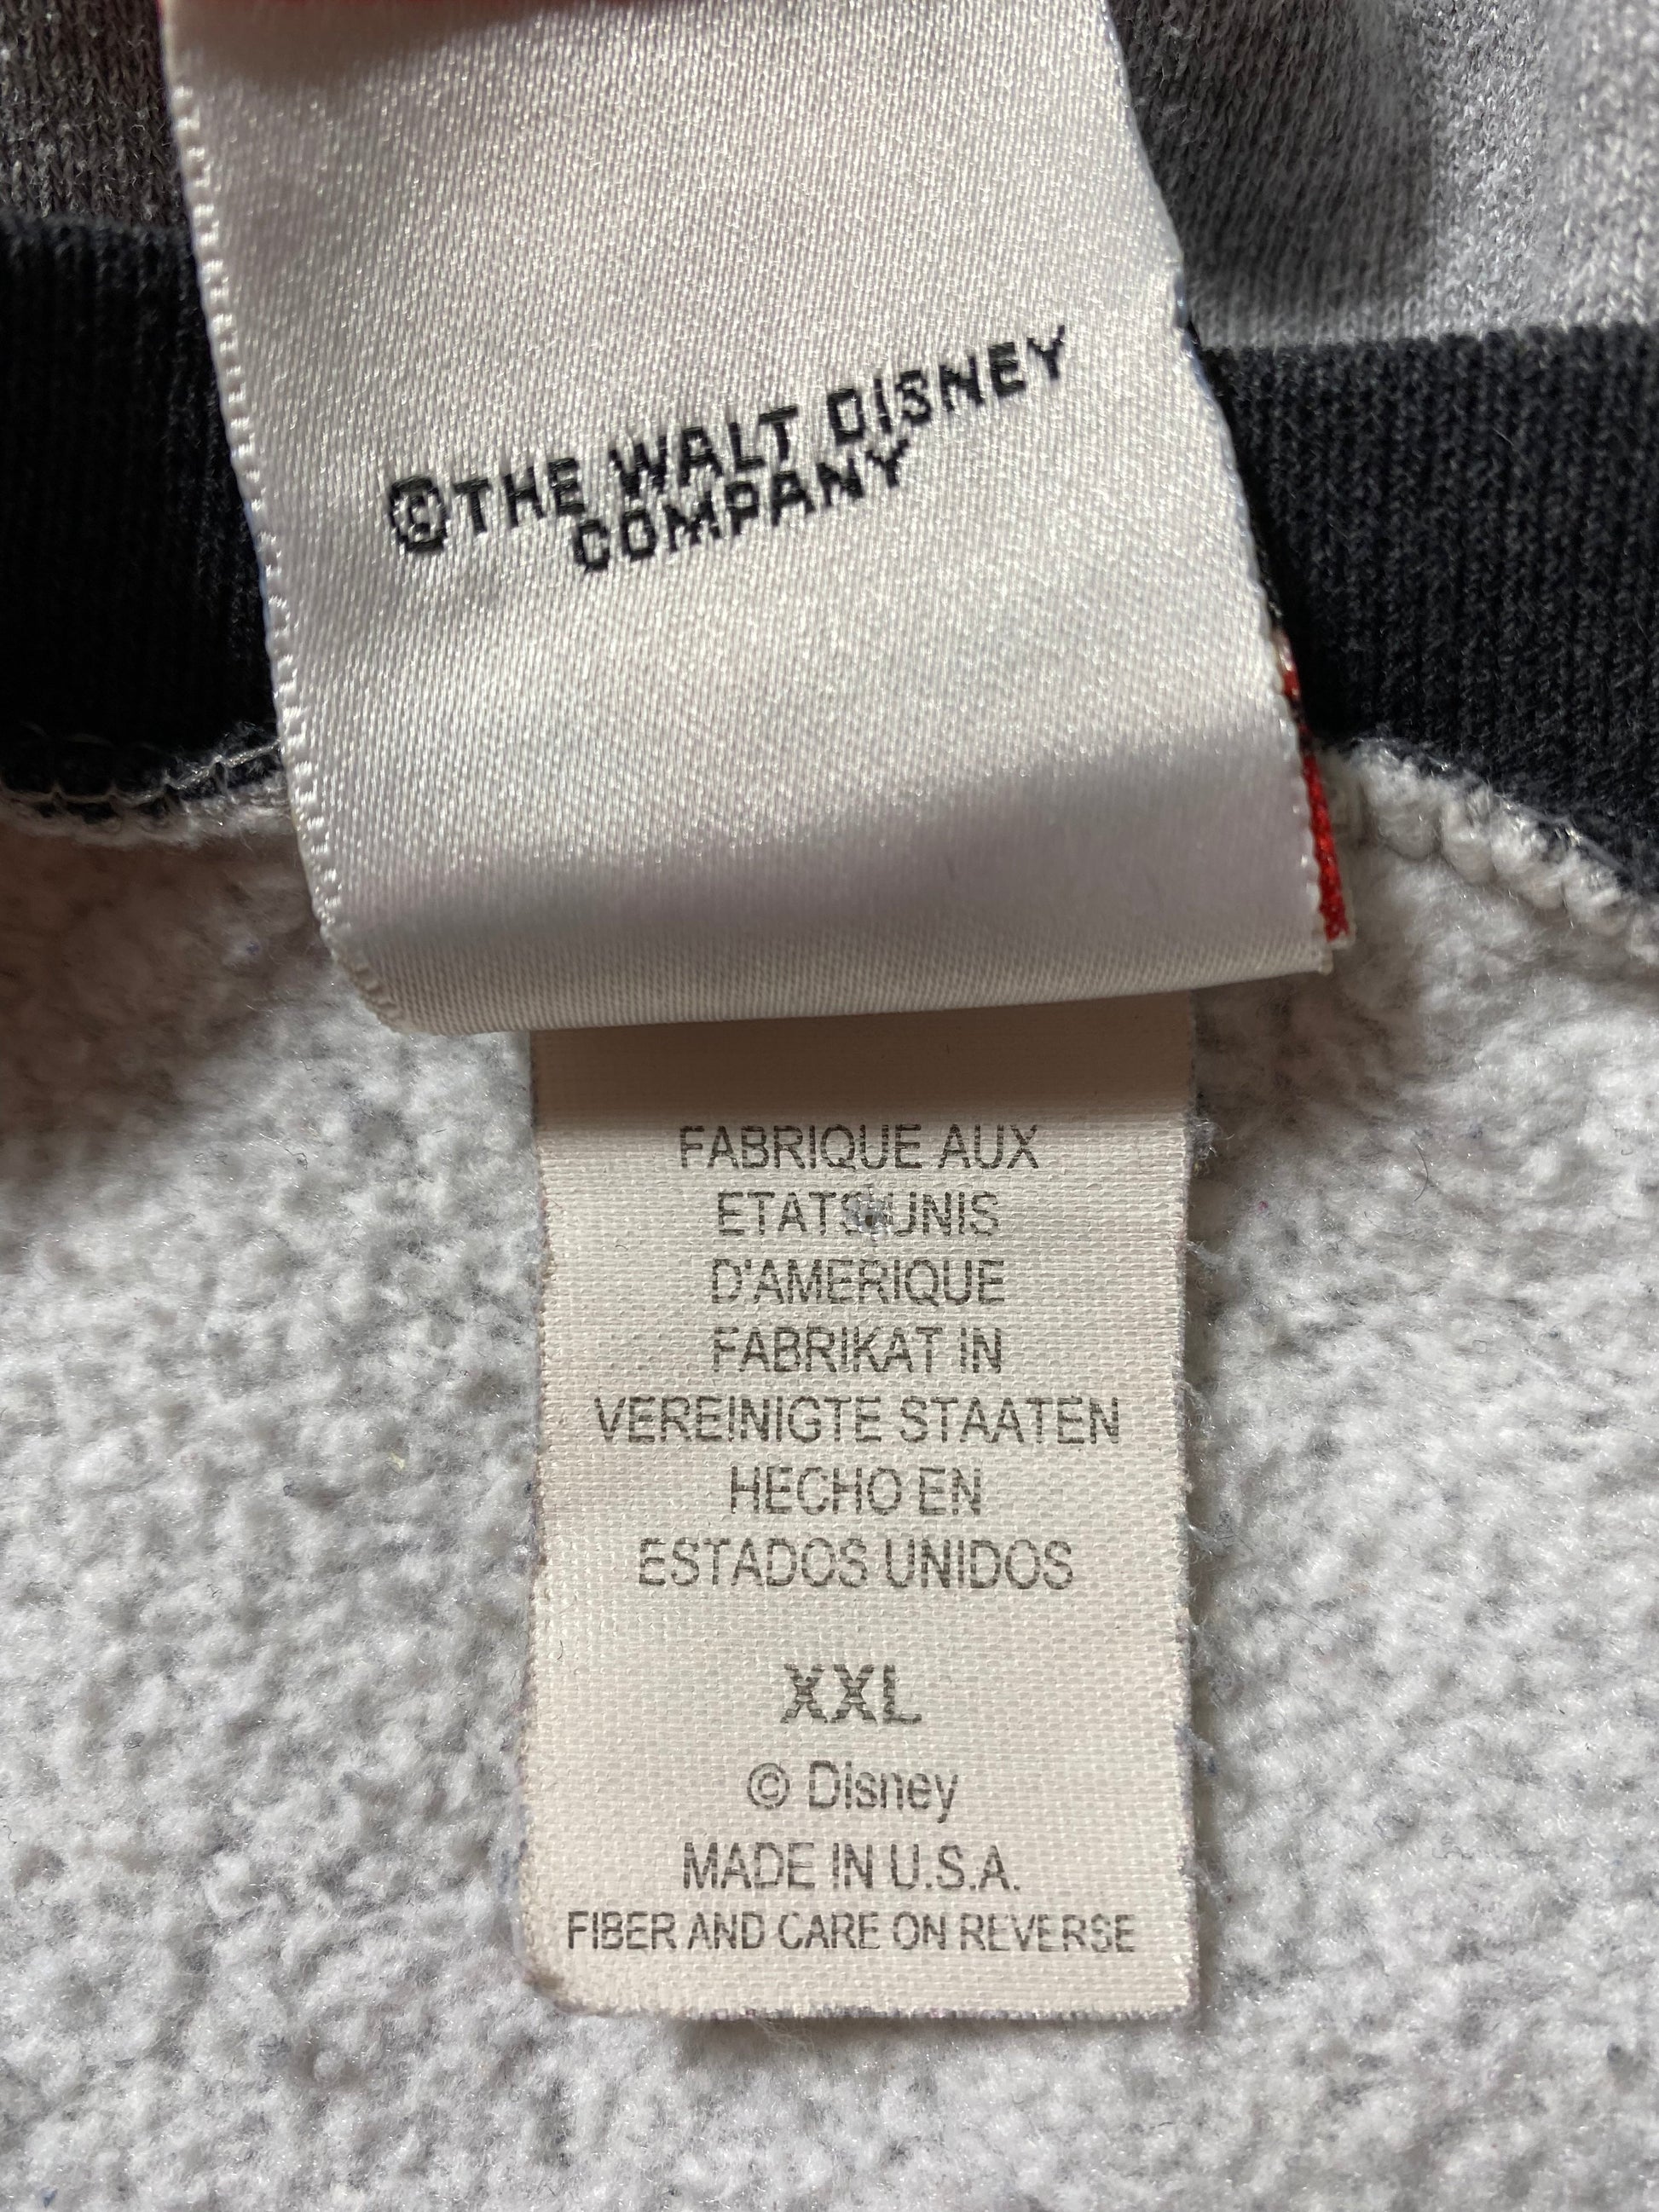 ©THE WALT DISNEY
COMPANY
FABRIQUE AUX
ETATS-UNIS
D'AMERIQUE
FABRIKAT IN
VEREINIGTE STAATEN
HECHO EN
ESTADOS UNIDOS
XXL
© Disney
MADE IN U.S.A.
FIBER AND CARE ON REVERSE